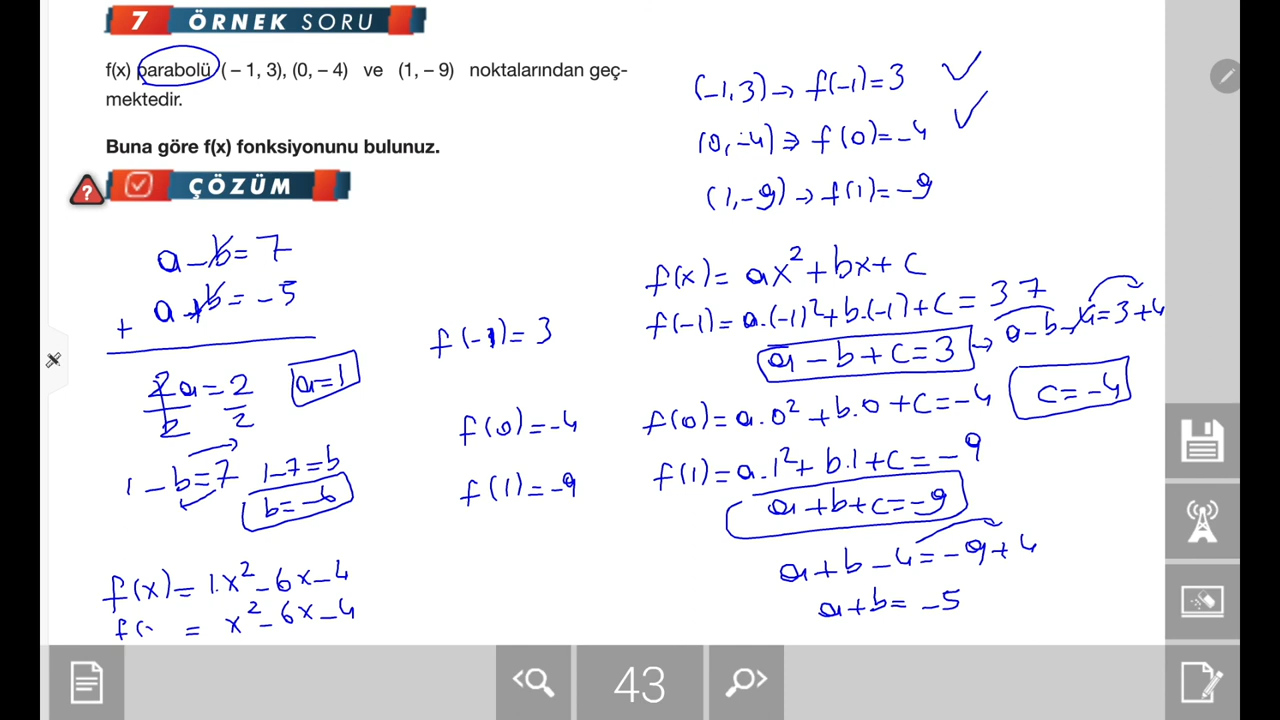 7 ÖRNEK SORU
f(x) parabolü (– 1, 3), (0, – 4) ve (1, – 9) noktalarından geç-
mektedir.
Buna göre f(x) fonksiyonunu bulunuz.
ÇÖZÜM
(-1,3) → f(-1)=3 ✓
(0,-4) ⇒ f(0)=-4 ✓
(1,-9) → f(1)=-9
a-b=7
a+b=-5
+
2a=2
2 2
a=1
1-b=7
1-7=b
b=-6
f(x)=1.x²-6x-4
f( = x²-6x-4
f(-1)=3
f(0)=-4
f(1)=-9
f(x)=ax²+bx+c
f(-1)=a.(-1)²+b.(-1)+c=3
7
a-b+c=3 → a-b-4=3+4
f(0)=a.0²+b.0+c=-4
c=-4
f(1)=a.1²+b.1+c=-9
a+b+c=-9
a+b-4=-9+4
a+b=-5
43